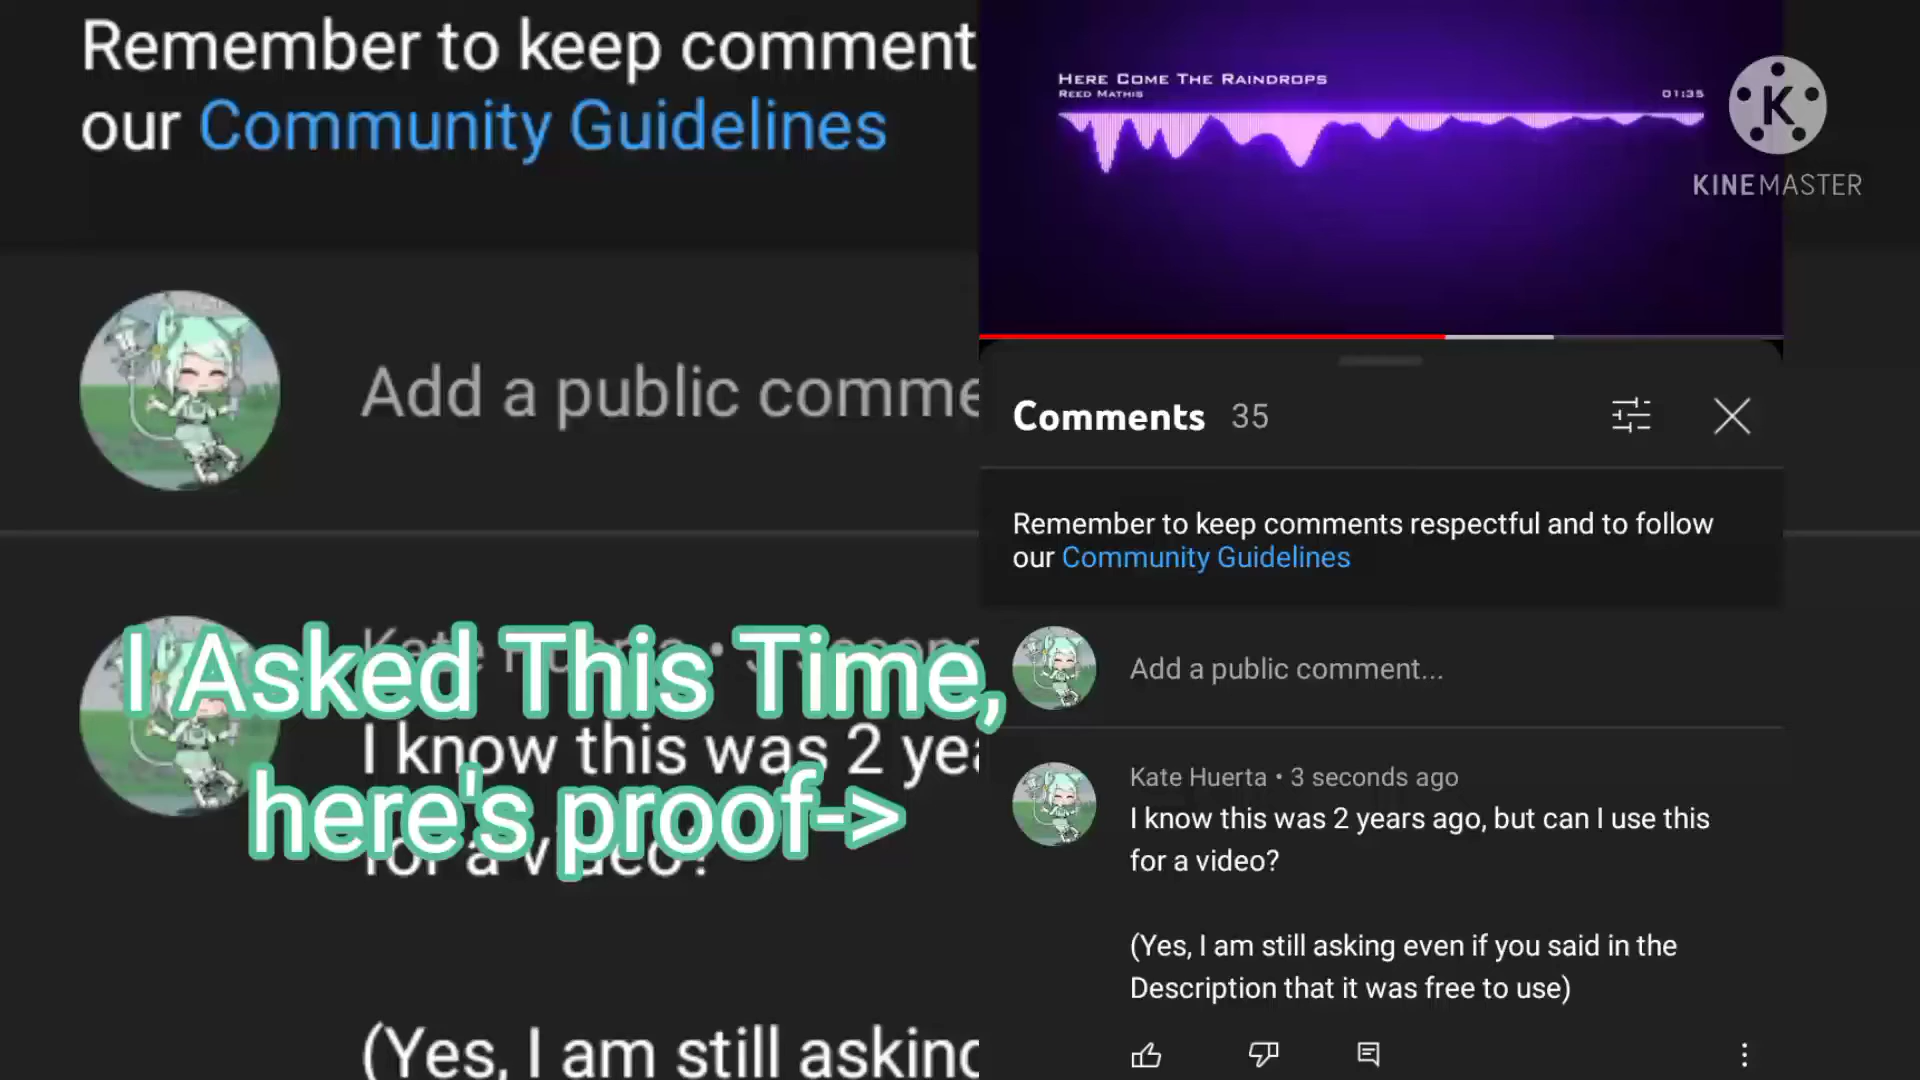 Remember to keep comment
our Community Guidelines
Add a public comme
I know this was 2 yea
for a video?
(Yes, I am still asking
I Asked This Time,
here's proof->
HERE COME THE RAINDROPS
REED MATHIS
01:35
K
KINEMASTER
Comments 35
Remember to keep comments respectful and to follow
our Community Guidelines
Add a public comment...
Kate Huerta • 3 seconds ago
I know this was 2 years ago, but can I use this
for a video?
(Yes, I am still asking even if you said in the
Description that it was free to use)